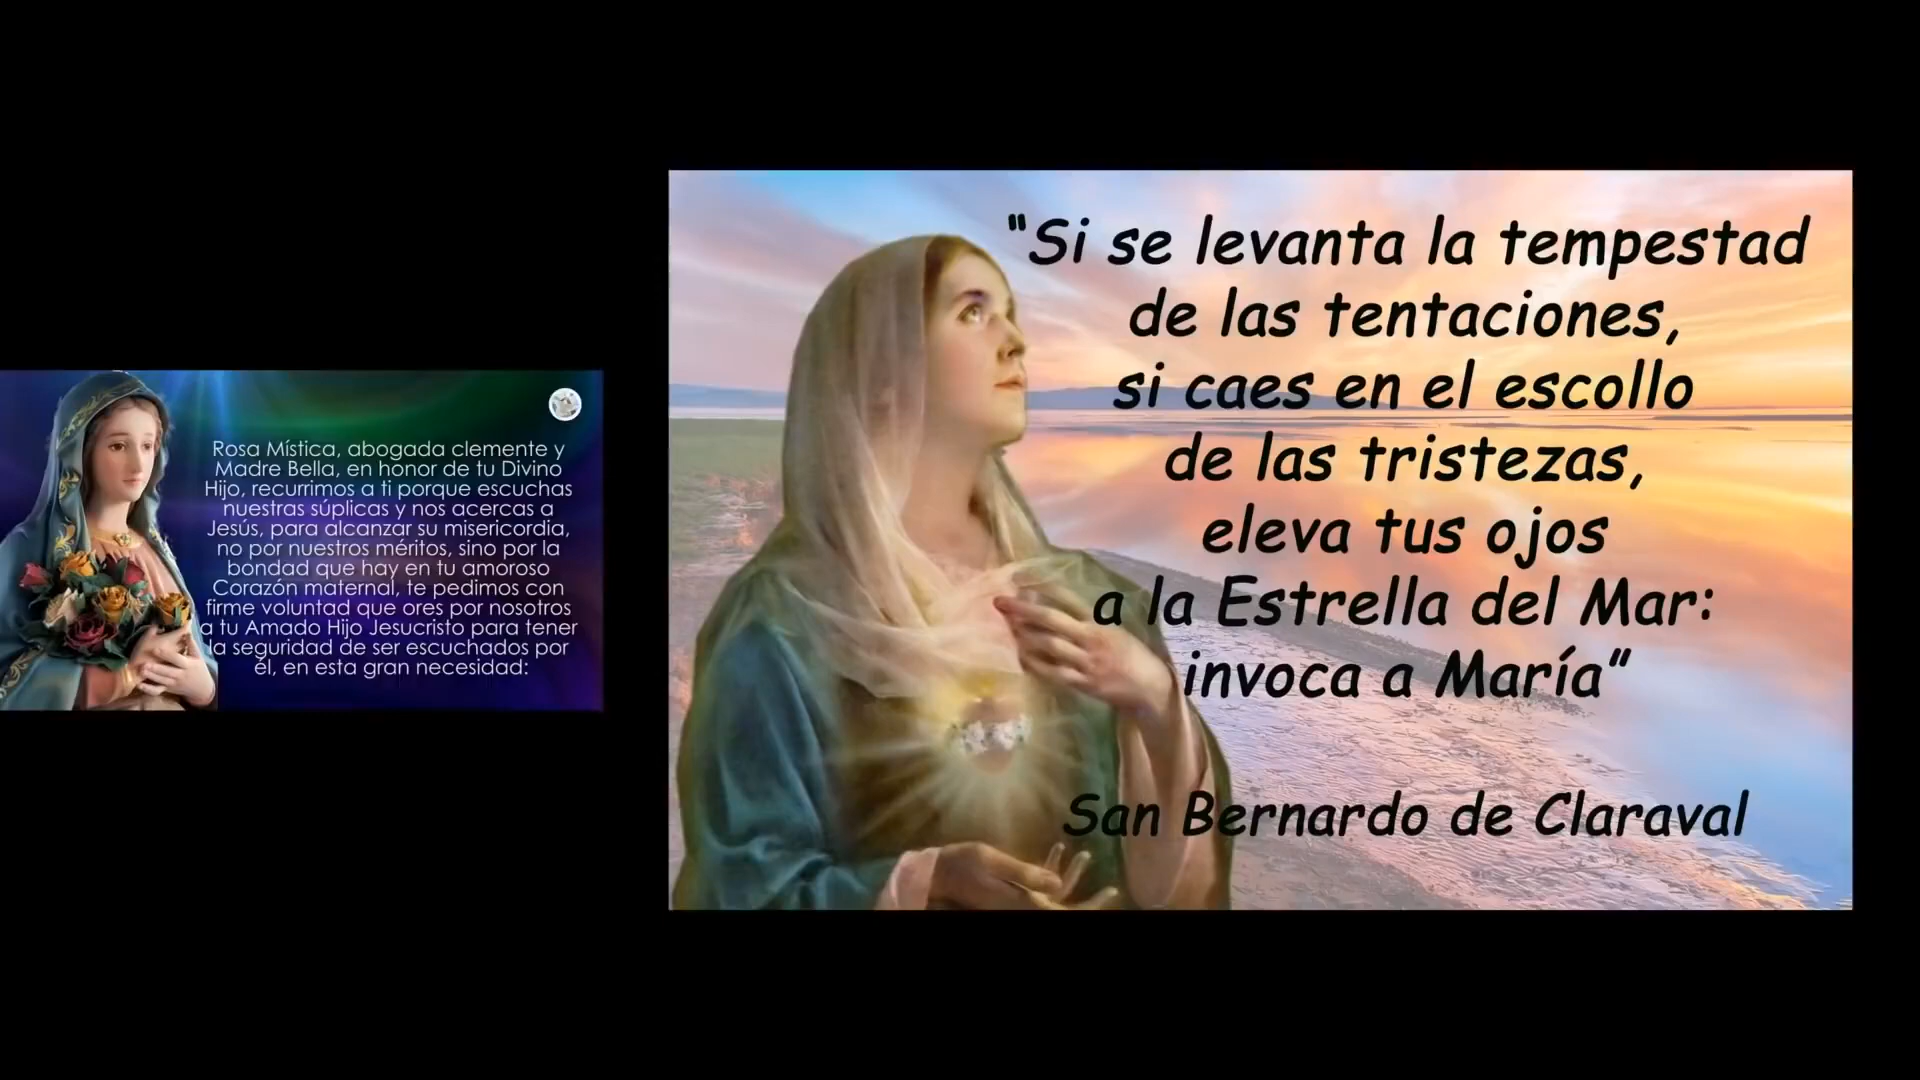 Rosa Mística, abogada clemente y
Madre Bella, en honor de tu Divino
Hijo, recurrimos a ti porque escuchas
nuestras súplicas y nos acercas a
Jesús, para alcanzar su misericordia,
no por nuestros méritos, sino por la
bondad que hay en tu amoroso
Corazón maternal, te pedimos con
firme voluntad que ores por nosotros
a tu Amado Hijo Jesucristo para tener
la seguridad de ser escuchados por
él, en esta gran necesidad:
"Si se levanta la tempestad
de las tentaciones,
si caes en el escollo
de las tristezas,
eleva tus ojos
a la Estrella del Mar:
invoca a María"
San Bernardo de Claraval